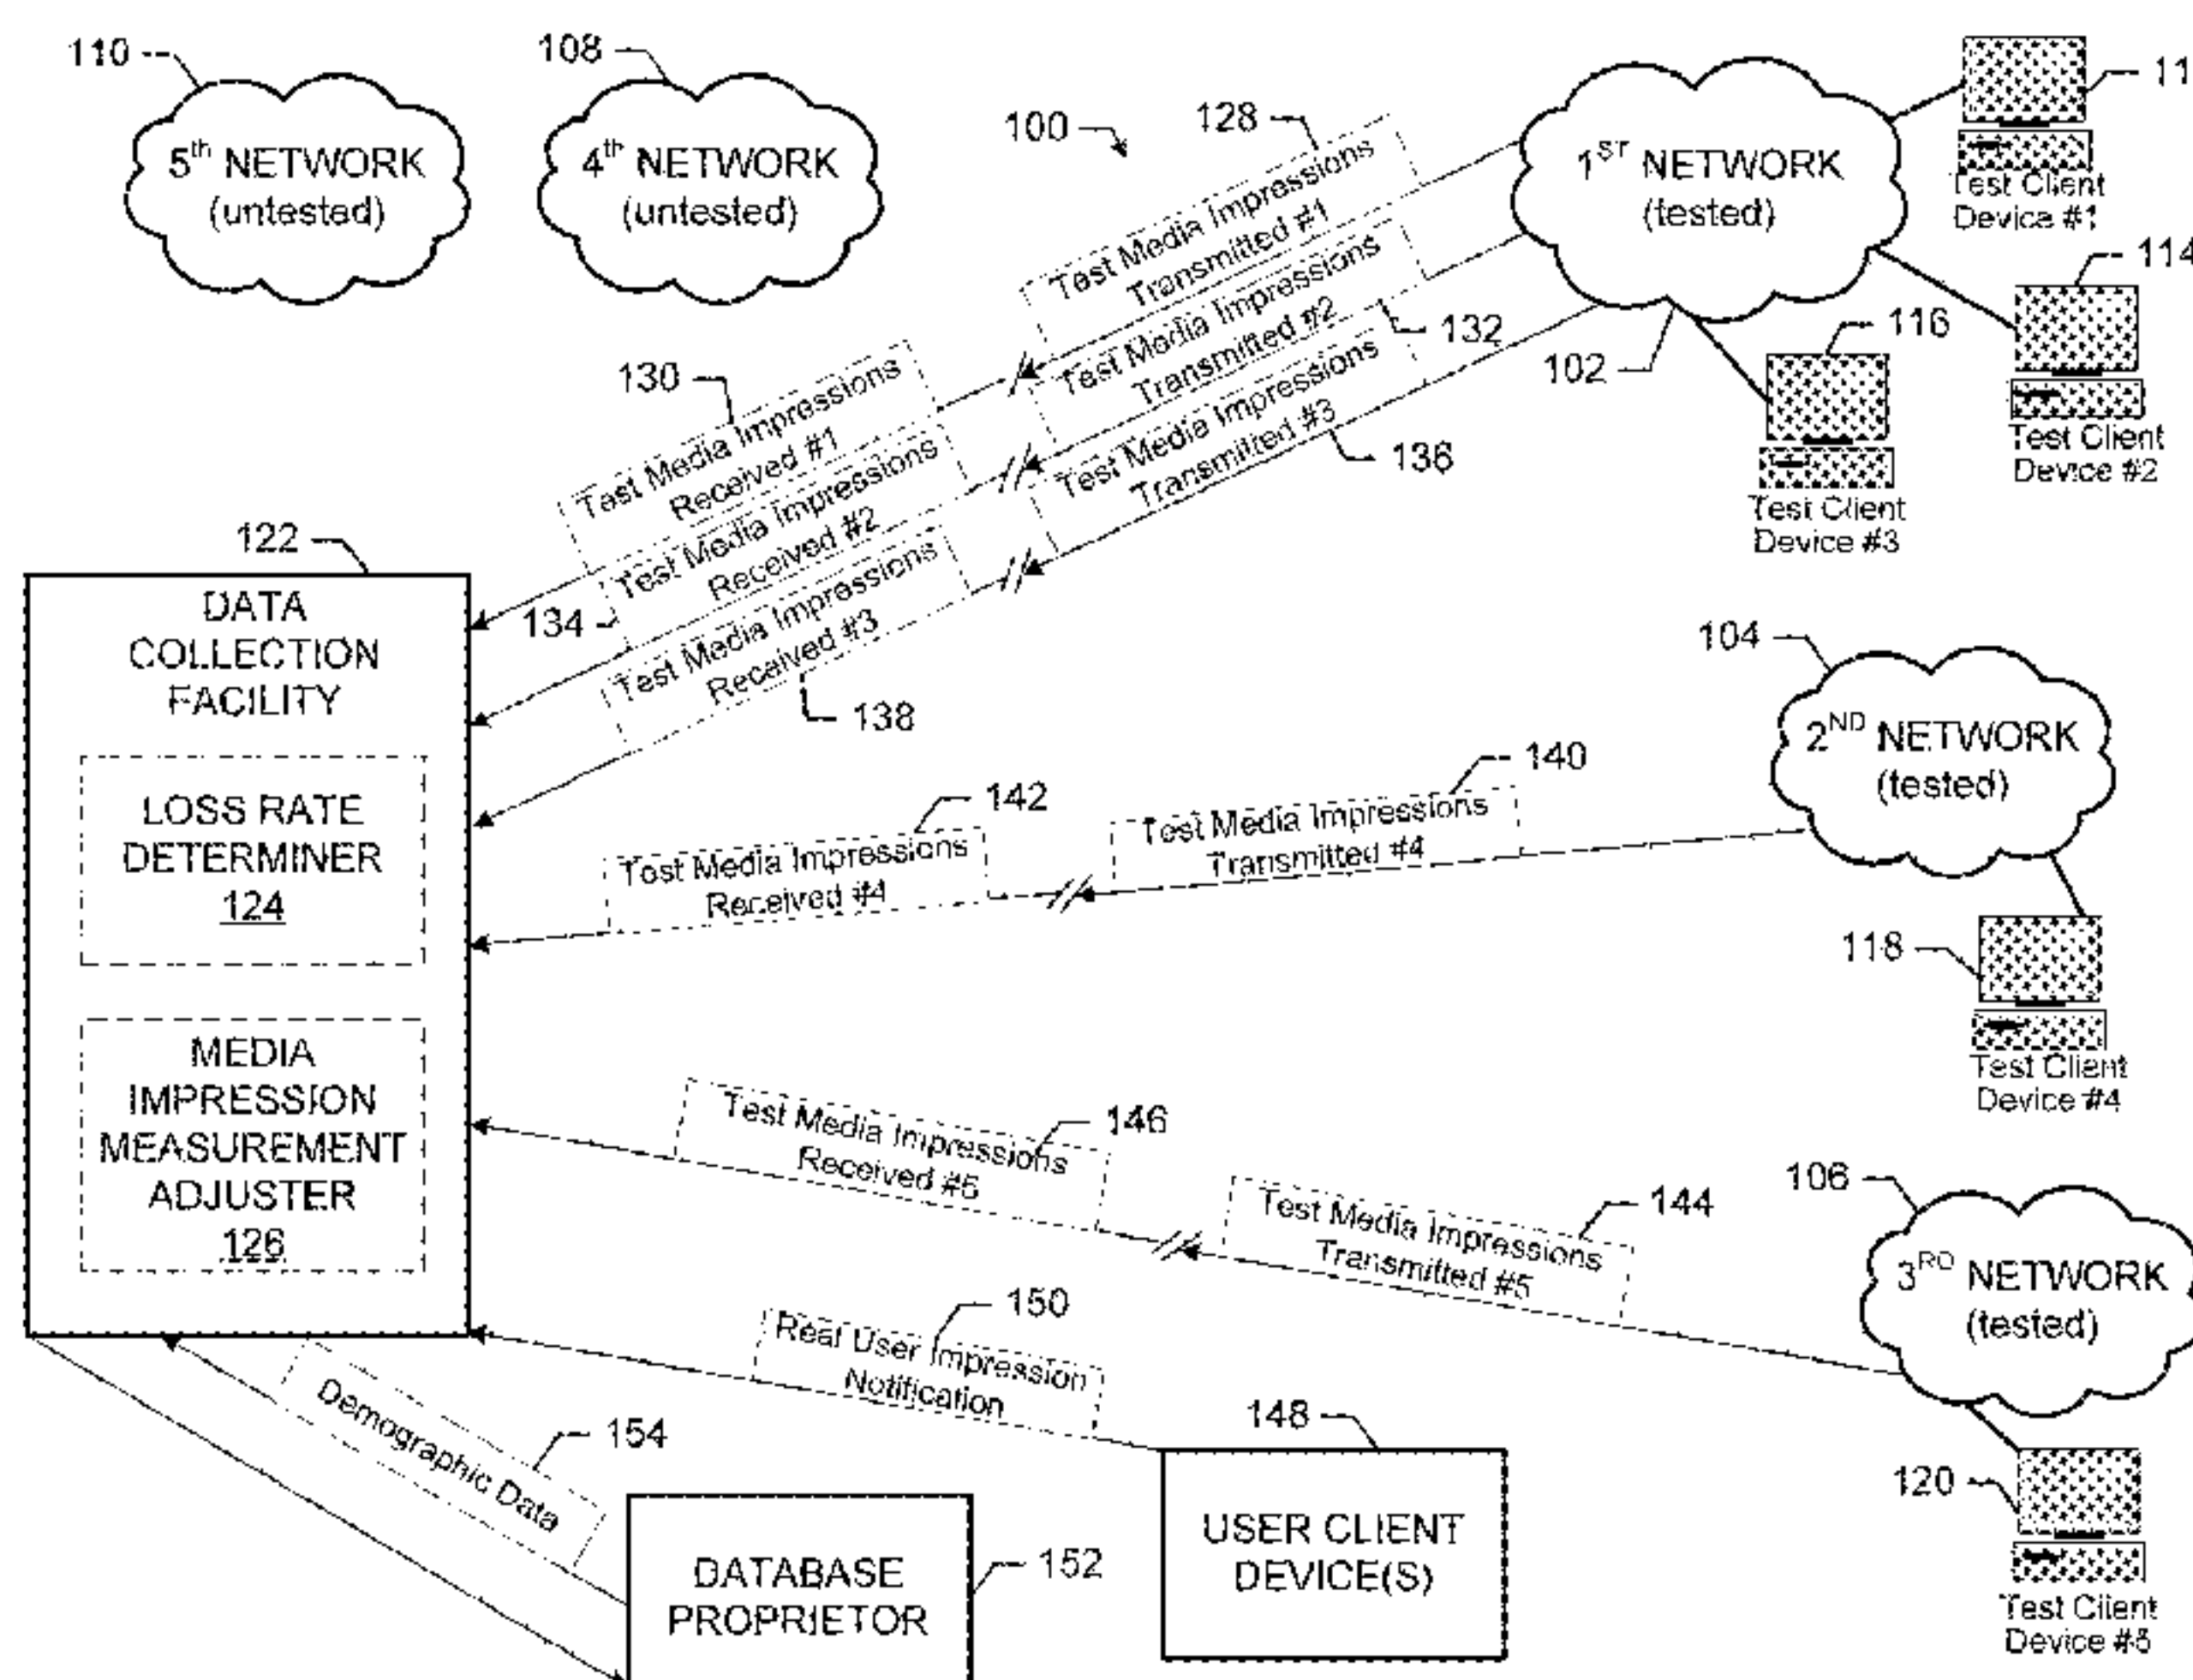 110
5th NETWORK
(untested)
108
4th NETWORK
(untested)
100
128
Test Media Impressions
Transmitted #1
Test Media Impressions
Transmitted #2
132
Test Media Impressions
Transmitted #3
136
1ST NETWORK
(tested)
102
11
Test Client
Device #1
114
Test Client
Device #2
116
Test Client
Device #3
130
Test Media Impressions
Received #1
Test Media Impressions
Received #2
134
Test Media Impressions
Received #3
138
122
DATA
COLLECTION
FACILITY
LOSS RATE
DETERMINER
124
MEDIA
IMPRESSION
MEASUREMENT
ADJUSTER
126
104
2ND NETWORK
(tested)
140
Test Media Impressions
Transmitted #4
142
Test Media Impressions
Received #4
118
Test Client
Device #4
146
Test Media Impressions
Received #5
144
Test Media Impressions
Transmitted #5
106
3RD NETWORK
(tested)
120
Test Client
Device #5
150
Real User Impression
Notification
148
USER CLIENT
DEVICE(S)
154
Demographic Data
152
DATABASE
PROPRIETOR